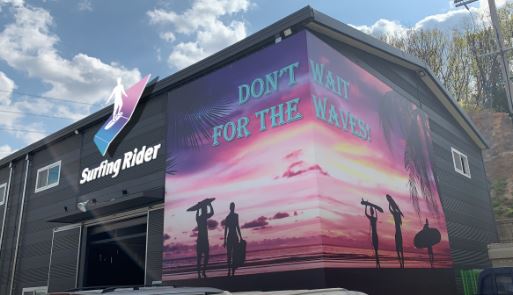 DON'T WAIT
FOR THE WAVES!
Surfing Rider